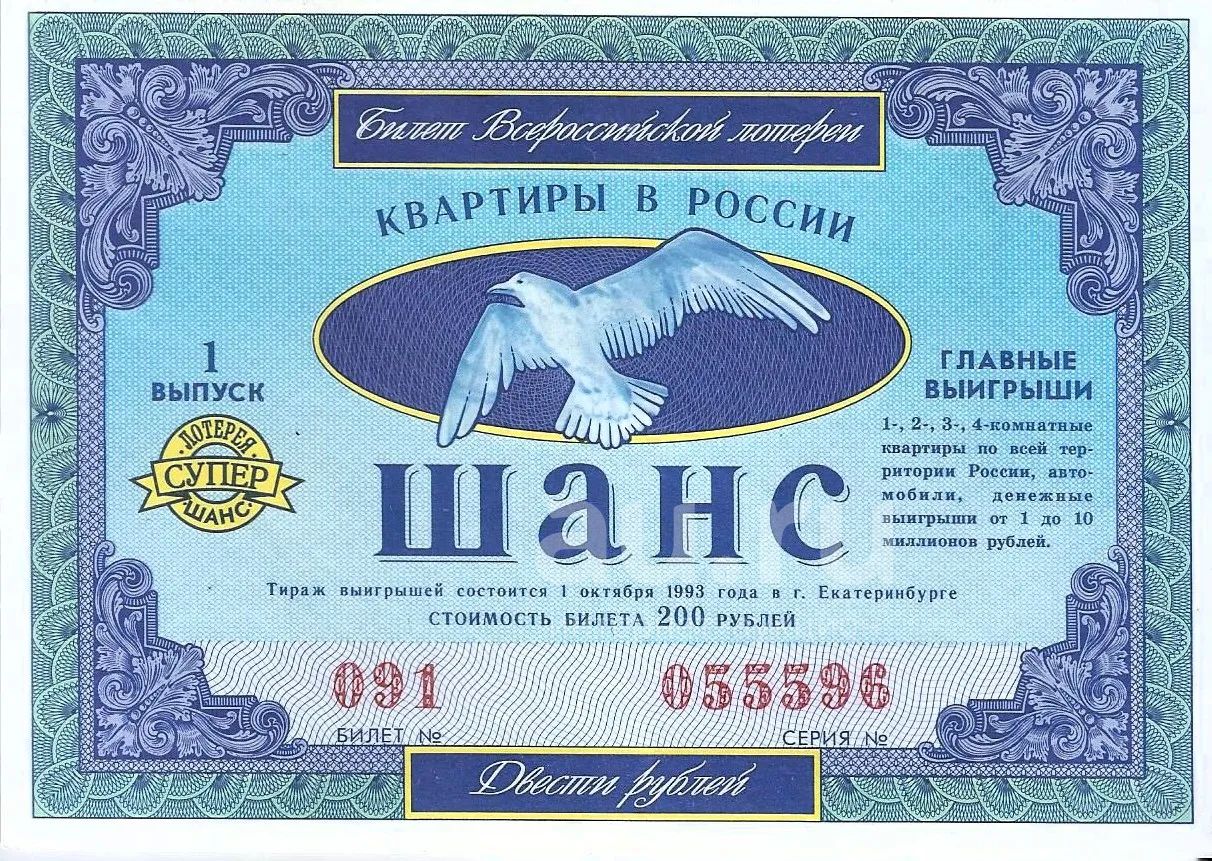 Билет Всероссийской лотереи
КВАРТИРЫ В РОССИИ
1
ВЫПУСК
ЛОТЕРЕЯ
СУПЕР
ШАНС
ГЛАВНЫЕ
ВЫИГРЫШИ
1-, 2-, 3-, 4-комнатные
квартиры по всей тер-
ритории России, авто-
мобили, денежные
выигрыши от 1 до 10
миллионов рублей.
шанс
Тираж выигрышей состоится 1 октября 1993 года в г. Екатеринбурге
СТОИМОСТЬ БИЛЕТА 200 РУБЛЕЙ
091 055596
БИЛЕТ № СЕРИЯ №
Двести рублей